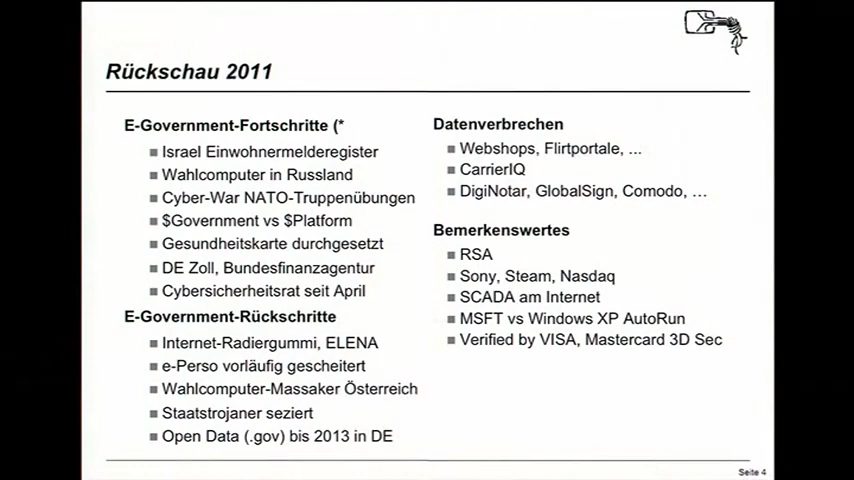 Rückschau 2011
E-Government-Fortschritte (*
Israel Einwohnermelderegister
Wahlcomputer in Russland
Cyber-War NATO-Truppenübungen
$Government vs $Platform
Gesundheitskarte durchgesetzt
DE Zoll, Bundesfinanzagentur
Cybersicherheitsrat seit April
E-Government-Rückschritte
Internet-Radiergummi, ELENA
e-Perso vorläufig gescheitert
Wahlcomputer-Massaker Österreich
Staatstrojaner seziert
Open Data (.gov) bis 2013 in DE
Datenverbrechen
Webshops, Flirtportale, ...
CarrierIQ
DigiNotar, GlobalSign, Comodo, …
Bemerkenswertes
RSA
Sony, Steam, Nasdaq
SCADA am Internet
MSFT vs Windows XP AutoRun
Verified by VISA, Mastercard 3D Sec
Seite 4